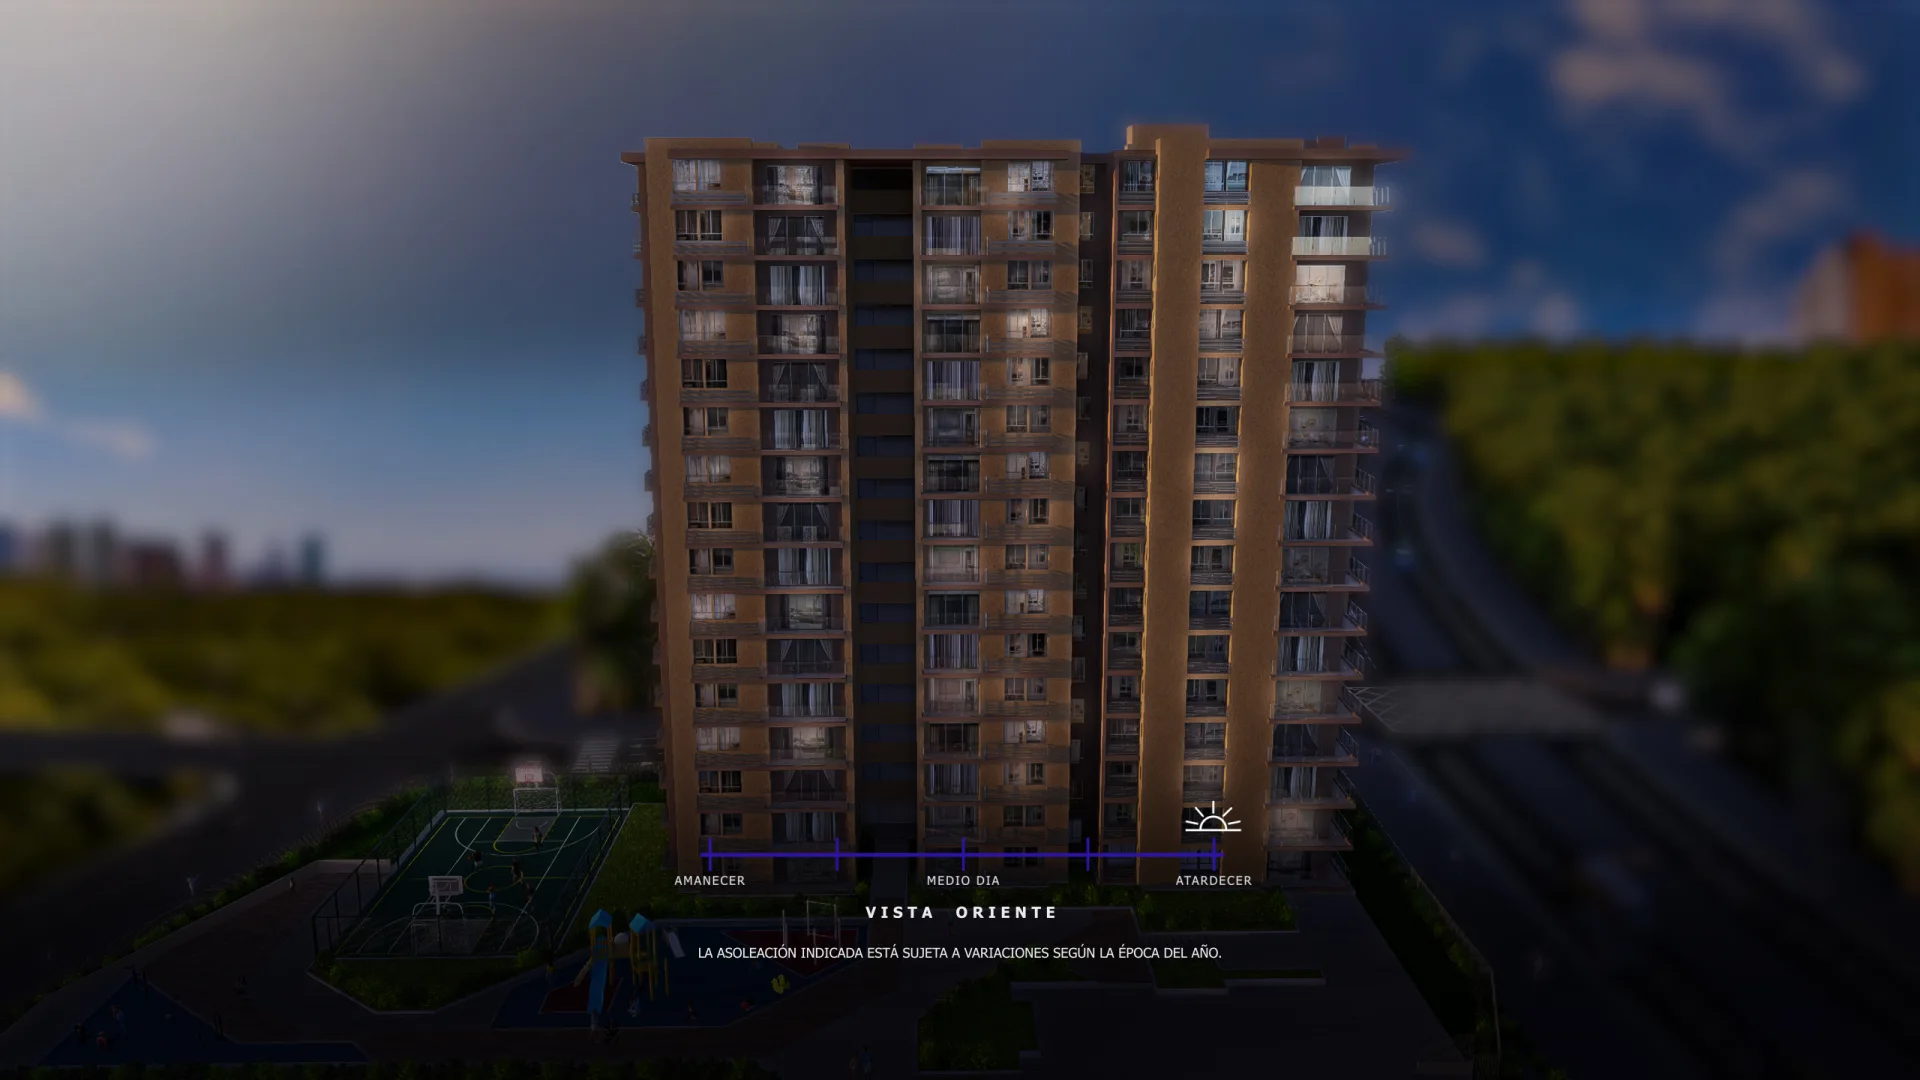 AMANECER MEDIO DIA ATARDECER
VISTA ORIENTE
LA ASOLEACIÓN INDICADA ESTÁ SUJETA A VARIACIONES SEGÚN LA ÉPOCA DEL AÑO.